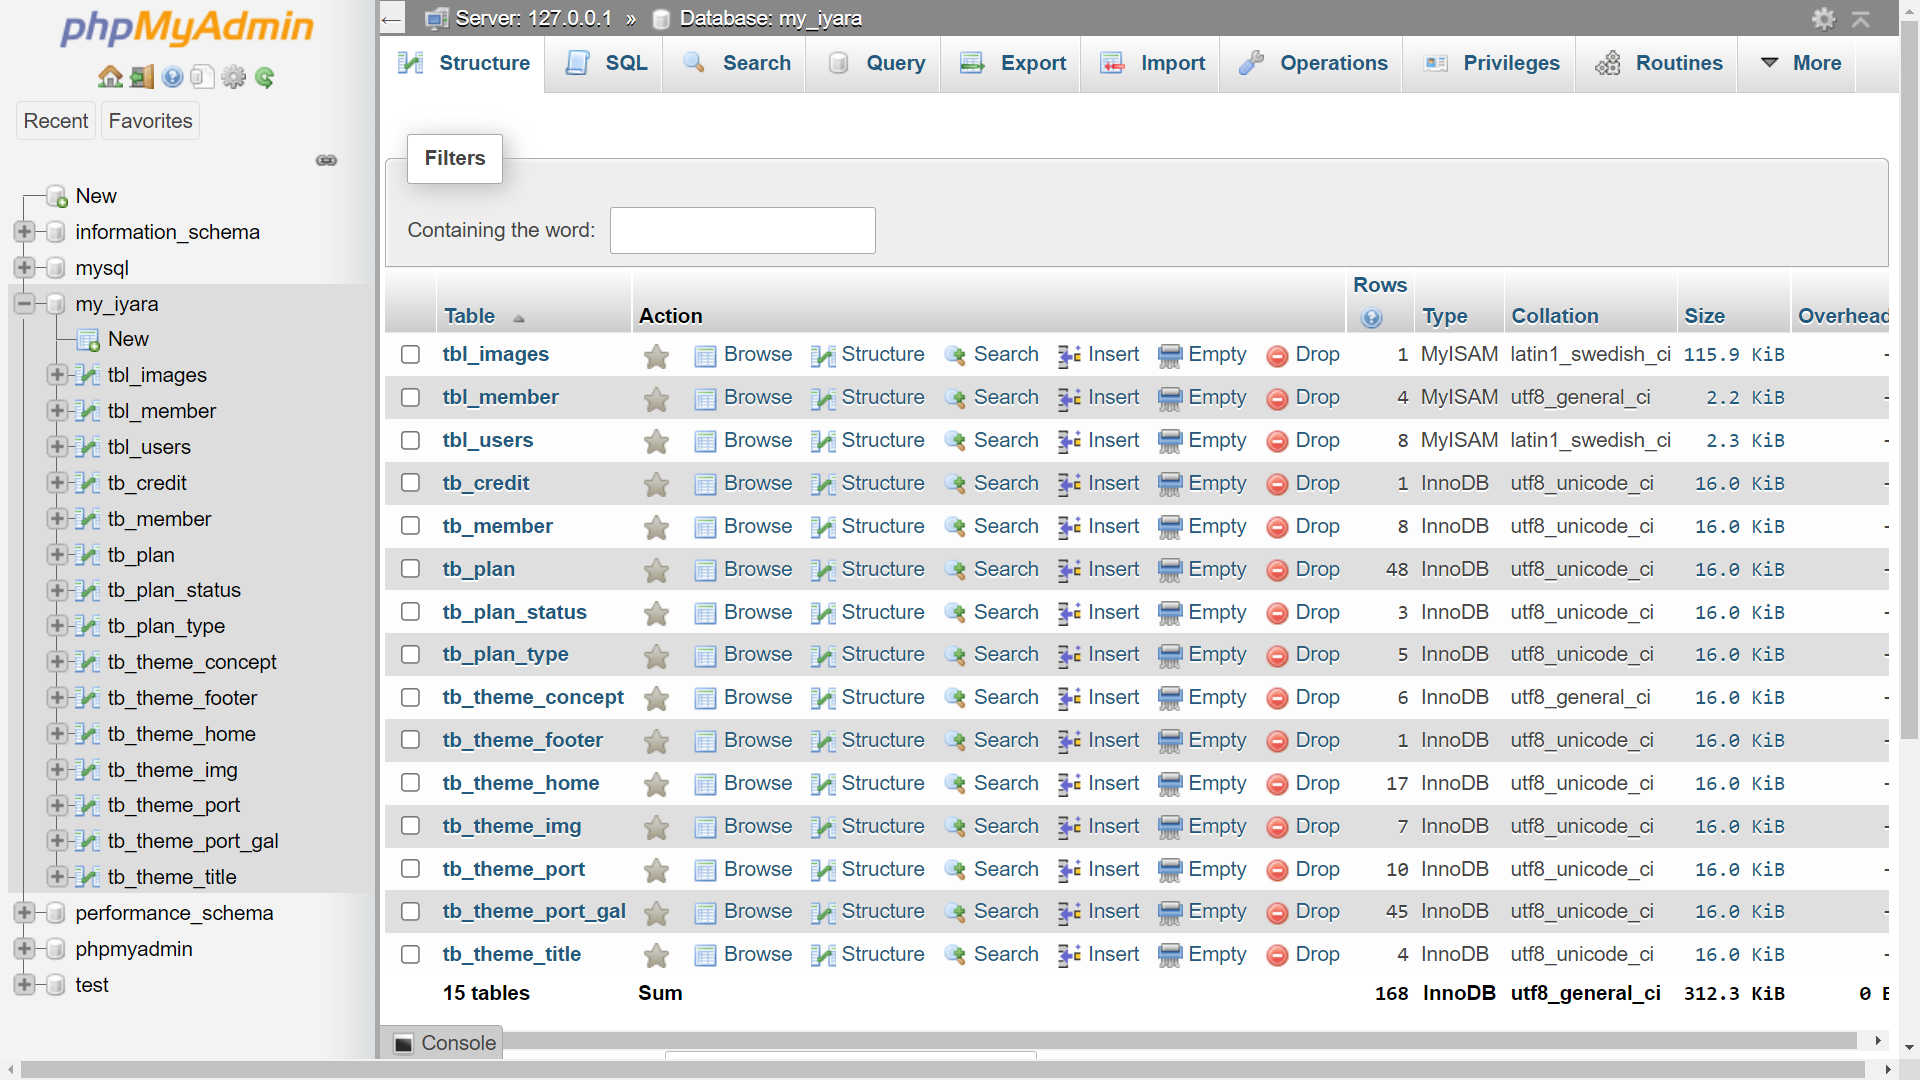 phpMyAdmin
Recent Favorites
New
information_schema
mysql
my_iyara
New
tbl_images
tbl_member
tbl_users
tb_credit
tb_member
tb_plan
tb_plan_status
tb_plan_type
tb_theme_concept
tb_theme_footer
tb_theme_home
tb_theme_img
tb_theme_port
tb_theme_port_gal
tb_theme_title
performance_schema
phpmyadmin
test
Server: 127.0.0.1 » Database: my_iyara
Structure SQL Search Query Export Import Operations Privileges Routines More
Filters
Containing the word:
Table Action Rows Type Collation Size Overhead
tbl_images Browse Structure Search Insert Empty Drop 1 MyISAM latin1_swedish_ci 115.9 KiB -
tbl_member Browse Structure Search Insert Empty Drop 4 MyISAM utf8_general_ci 2.2 KiB -
tbl_users Browse Structure Search Insert Empty Drop 8 MyISAM latin1_swedish_ci 2.3 KiB -
tb_credit Browse Structure Search Insert Empty Drop 1 InnoDB utf8_unicode_ci 16.0 KiB -
tb_member Browse Structure Search Insert Empty Drop 8 InnoDB utf8_unicode_ci 16.0 KiB -
tb_plan Browse Structure Search Insert Empty Drop 48 InnoDB utf8_unicode_ci 16.0 KiB -
tb_plan_status Browse Structure Search Insert Empty Drop 3 InnoDB utf8_unicode_ci 16.0 KiB -
tb_plan_type Browse Structure Search Insert Empty Drop 5 InnoDB utf8_unicode_ci 16.0 KiB -
tb_theme_concept Browse Structure Search Insert Empty Drop 6 InnoDB utf8_general_ci 16.0 KiB -
tb_theme_footer Browse Structure Search Insert Empty Drop 1 InnoDB utf8_unicode_ci 16.0 KiB -
tb_theme_home Browse Structure Search Insert Empty Drop 17 InnoDB utf8_unicode_ci 16.0 KiB -
tb_theme_img Browse Structure Search Insert Empty Drop 7 InnoDB utf8_unicode_ci 16.0 KiB -
tb_theme_port Browse Structure Search Insert Empty Drop 10 InnoDB utf8_unicode_ci 16.0 KiB -
tb_theme_port_gal Browse Structure Search Insert Empty Drop 45 InnoDB utf8_unicode_ci 16.0 KiB -
tb_theme_title Browse Structure Search Insert Empty Drop 4 InnoDB utf8_unicode_ci 16.0 KiB -
15 tables Sum 168 InnoDB utf8_general_ci 312.3 KiB 0 B
Console